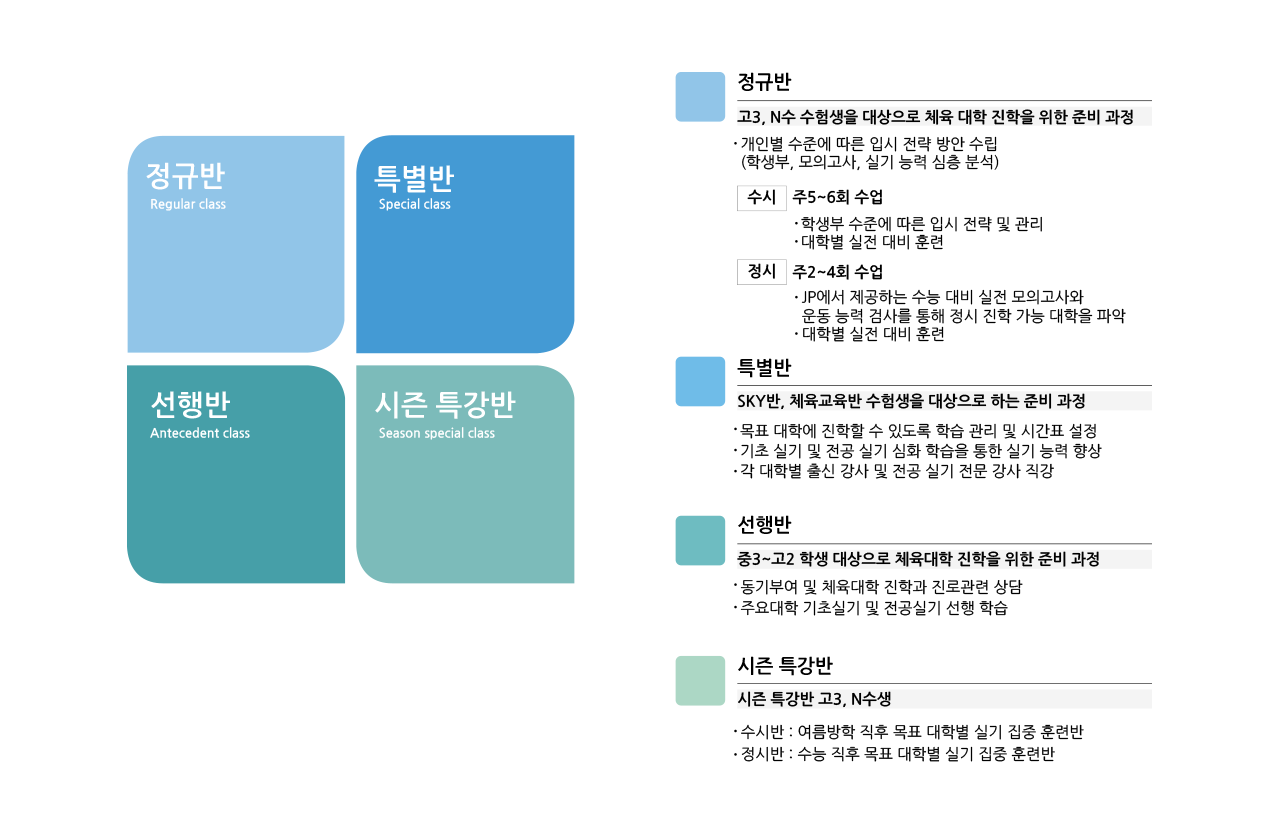 정규반
Regular class
특별반
Special class
선행반
Antecedent class
시즌 특강반
Season special class
정규반
고3, N수 수험생을 대상으로 체육 대학 진학을 위한 준비 과정
· 개인별 수준에 따른 입시 전략 방안 수립
(학생부, 모의고사, 실기 능력 심층 분석)
수시 주5~6회 수업
· 학생부 수준에 따른 입시 전략 및 관리
· 대학별 실전 대비 훈련
정시 주2~4회 수업
· JP에서 제공하는 수능 대비 실전 모의고사와
운동 능력 검사를 통해 정시 진학 가능 대학을 파악
· 대학별 실전 대비 훈련
특별반
SKY반, 체육교육반 수험생을 대상으로 하는 준비 과정
· 목표 대학에 진학할 수 있도록 학습 관리 및 시간표 설정
· 기초 실기 및 전공 실기 심화 학습을 통한 실기 능력 향상
· 각 대학별 출신 강사 및 전공 실기 전문 강사 직강
선행반
중3~고2 학생 대상으로 체육대학 진학을 위한 준비 과정
· 동기부여 및 체육대학 진학과 진로관련 상담
· 주요대학 기초실기 및 전공실기 선행 학습
시즌 특강반
시즌 특강반 고3, N수생
· 수시반 : 여름방학 직후 목표 대학별 실기 집중 훈련반
· 정시반 : 수능 직후 목표 대학별 실기 집중 훈련반